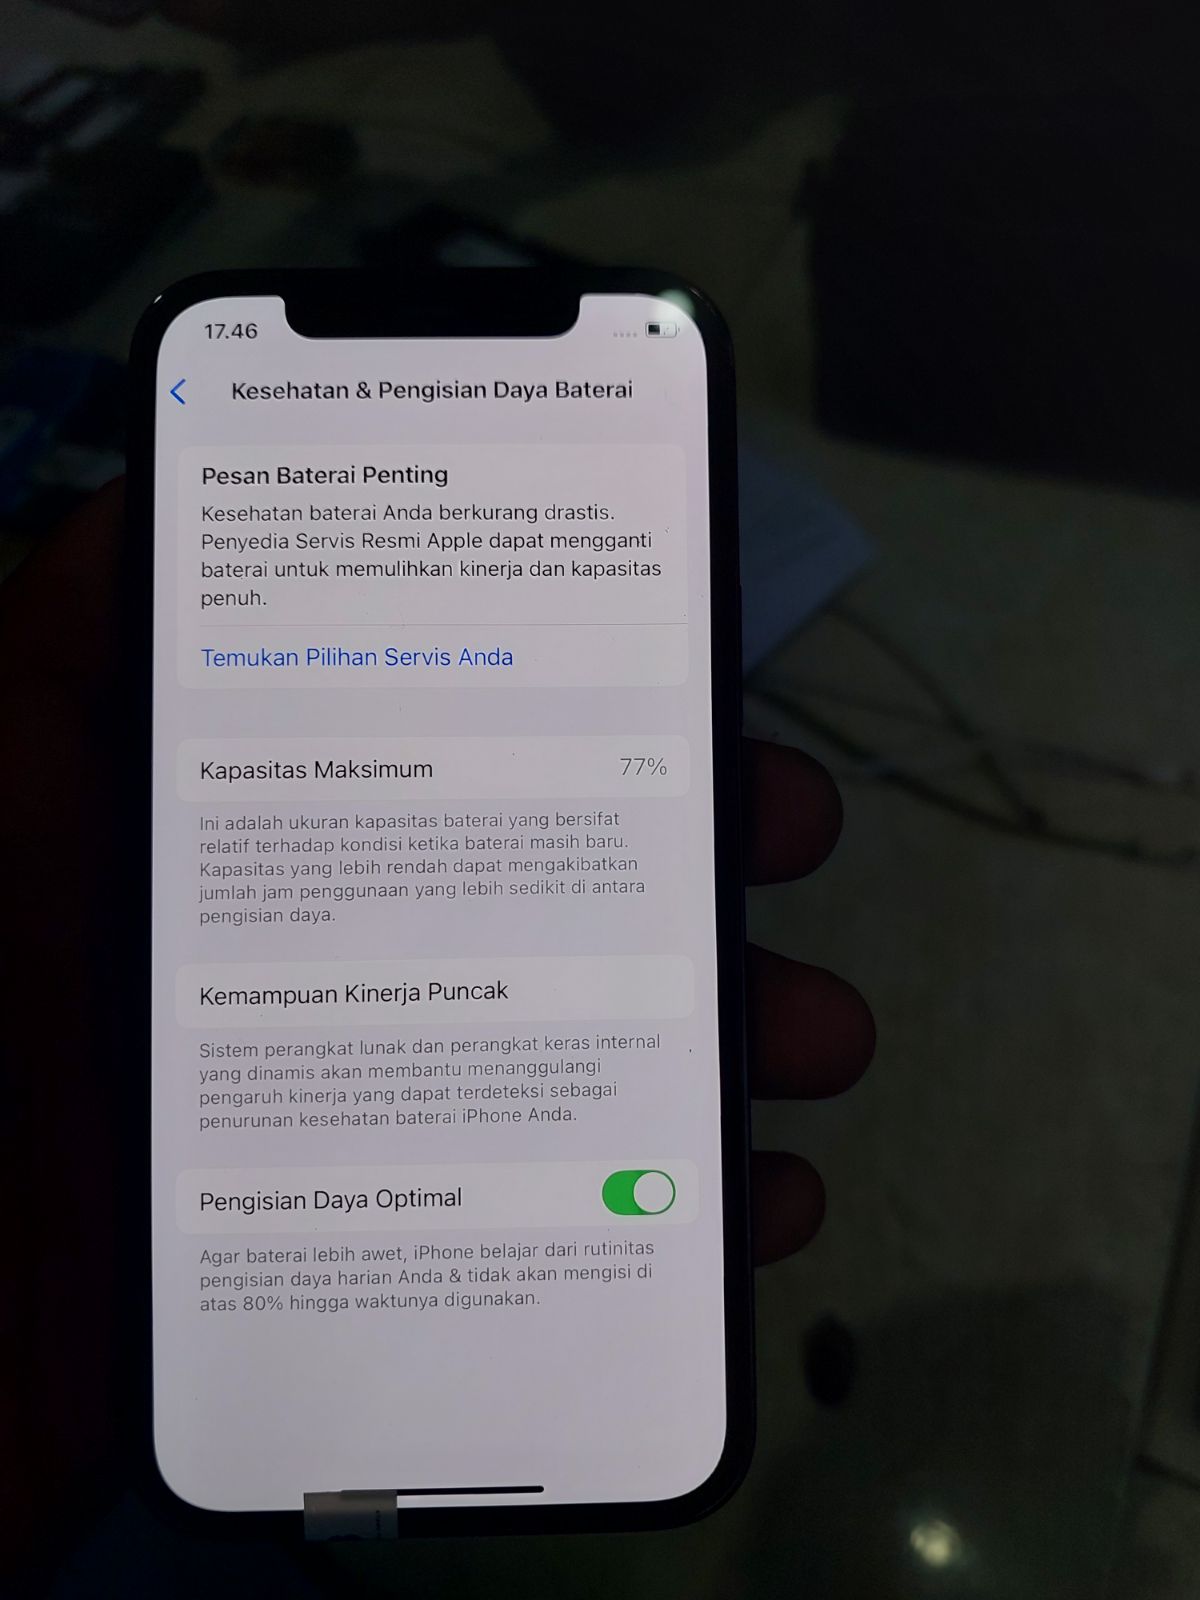 17.46
Kesehatan & Pengisian Daya Baterai
Pesan Baterai Penting
Kesehatan baterai Anda berkurang drastis.
Penyedia Servis Resmi Apple dapat mengganti
baterai untuk memulihkan kinerja dan kapasitas
penuh.
Temukan Pilihan Servis Anda
Kapasitas Maksimum 77%
Ini adalah ukuran kapasitas baterai yang bersifat
relatif terhadap kondisi ketika baterai masih baru.
Kapasitas yang lebih rendah dapat mengakibatkan
jumlah jam penggunaan yang lebih sedikit di antara
pengisian daya.
Kemampuan Kinerja Puncak
Sistem perangkat lunak dan perangkat keras internal
yang dinamis akan membantu menanggulangi
pengaruh kinerja yang dapat terdeteksi sebagai
penurunan kesehatan baterai iPhone Anda.
Pengisian Daya Optimal
Agar baterai lebih awet, iPhone belajar dari rutinitas
pengisian daya harian Anda & tidak akan mengisi di
atas 80% hingga waktunya digunakan.